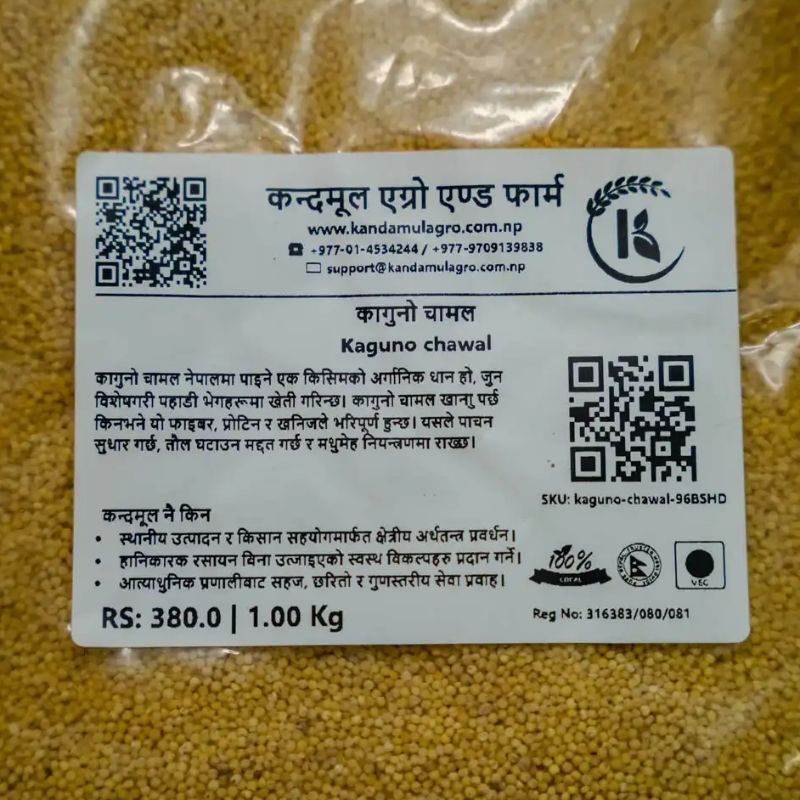 कन्दमूल एग्रो एण्ड फार्म
www.kandamulagro.com.np
+977-01-4534244 / +977-9709139838
support@kandamulagro.com.np
कागुनो चामल
Kaguno chawal
कागुनो चामल नेपालमा पाइने एक किसिमको अर्गानिक धान हो, जुन
विशेषगरी पहाडी भेगहरूमा खेती गरिन्छ। कागुनो चामल खानाु पर्छ
किनभने यो फाइबर, प्रोटिन र खनिजले भरिपूर्ण हुन्छ। यसले पाचन
सुधार गर्छ, तौल घटाउन मद्दत गर्छ र मधुमेह नियन्त्रणमा राख्छ।
SKU: kaguno-chawal-96BSHD
कन्दमूल नै किन
• स्थानीय उत्पादन र किसान सहयोगमार्फत क्षेत्रीय अर्थतन्त्र प्रवर्धन।
• हानिकारक रसायन विना उत्जाइएको स्वस्थ विकल्पहरु प्रदान गर्ने।
• आत्याधुनिक प्रणालीवाट सहज, छरितो र गुणस्तरीय सेवा प्रवाह।
100%
LOCAL
VEG
RS: 380.0 | 1.00 Kg
Reg No: 316383/080/081